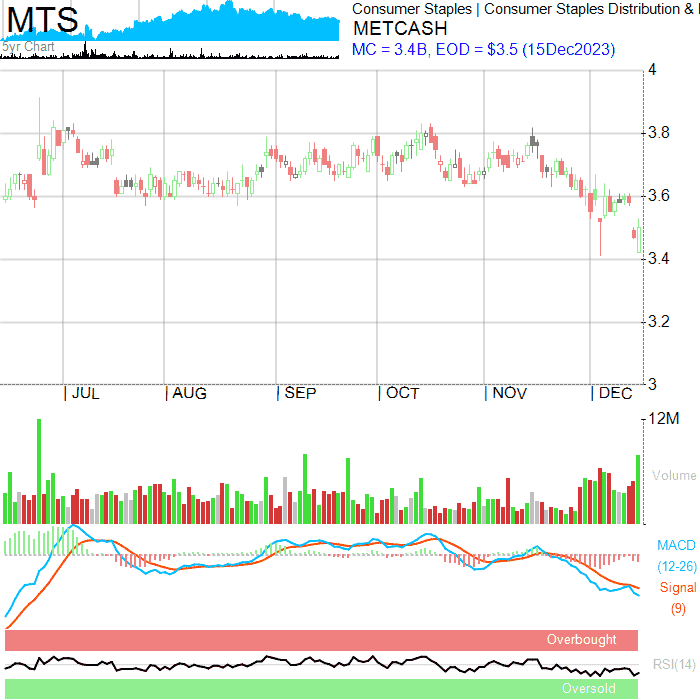 MTS
5yr Chart
Consumer Staples | Consumer Staples Distribution &
METCASH
MC = 3.4B, EOD = $3.5 (15Dec2023)
4
3.8
3.6
3.4
3.2
3
| JUL | AUG | SEP | OCT | NOV | DEC
12M
Volume
MACD
(12-26)
Signal
(9)
Overbought
RSI(14)
Oversold